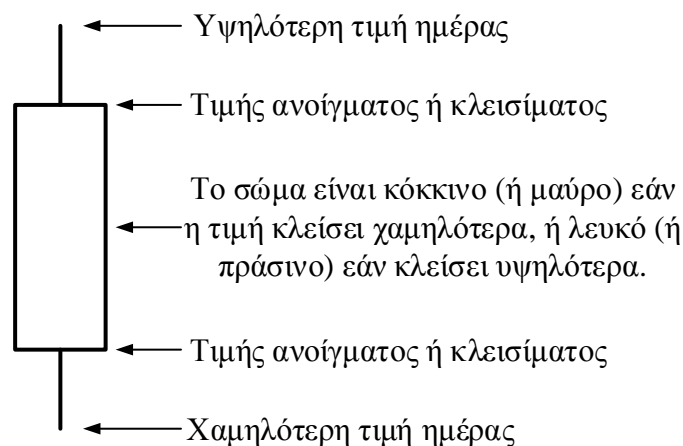 Υψηλότερη τιμή ημέρας
Τιμής ανοίγματος ή κλεισίματος
Το σώμα είναι κόκκινο (ή μαύρο) εάν
η τιμή κλείσει χαμηλότερα, ή λευκό (ή
πράσινο) εάν κλείσει υψηλότερα.
Τιμής ανοίγματος ή κλεισίματος
Χαμηλότερη τιμή ημέρας